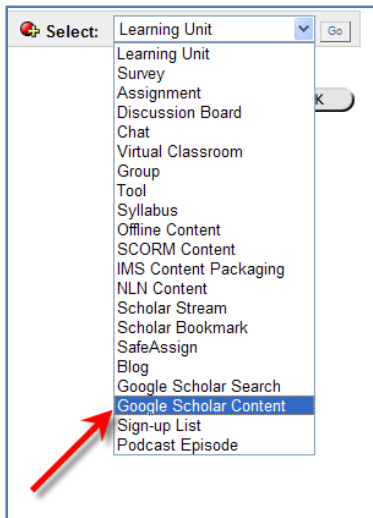 Select: Learning Unit Go
Learning Unit
Survey
Assignment
Discussion Board
Chat
Virtual Classroom
Group
Tool
Syllabus
Offline Content
SCORM Content
IMS Content Packaging
NLN Content
Scholar Stream
Scholar Bookmark
SafeAssign
Blog
Google Scholar Search
Google Scholar Content
Sign-up List
Podcast Episode